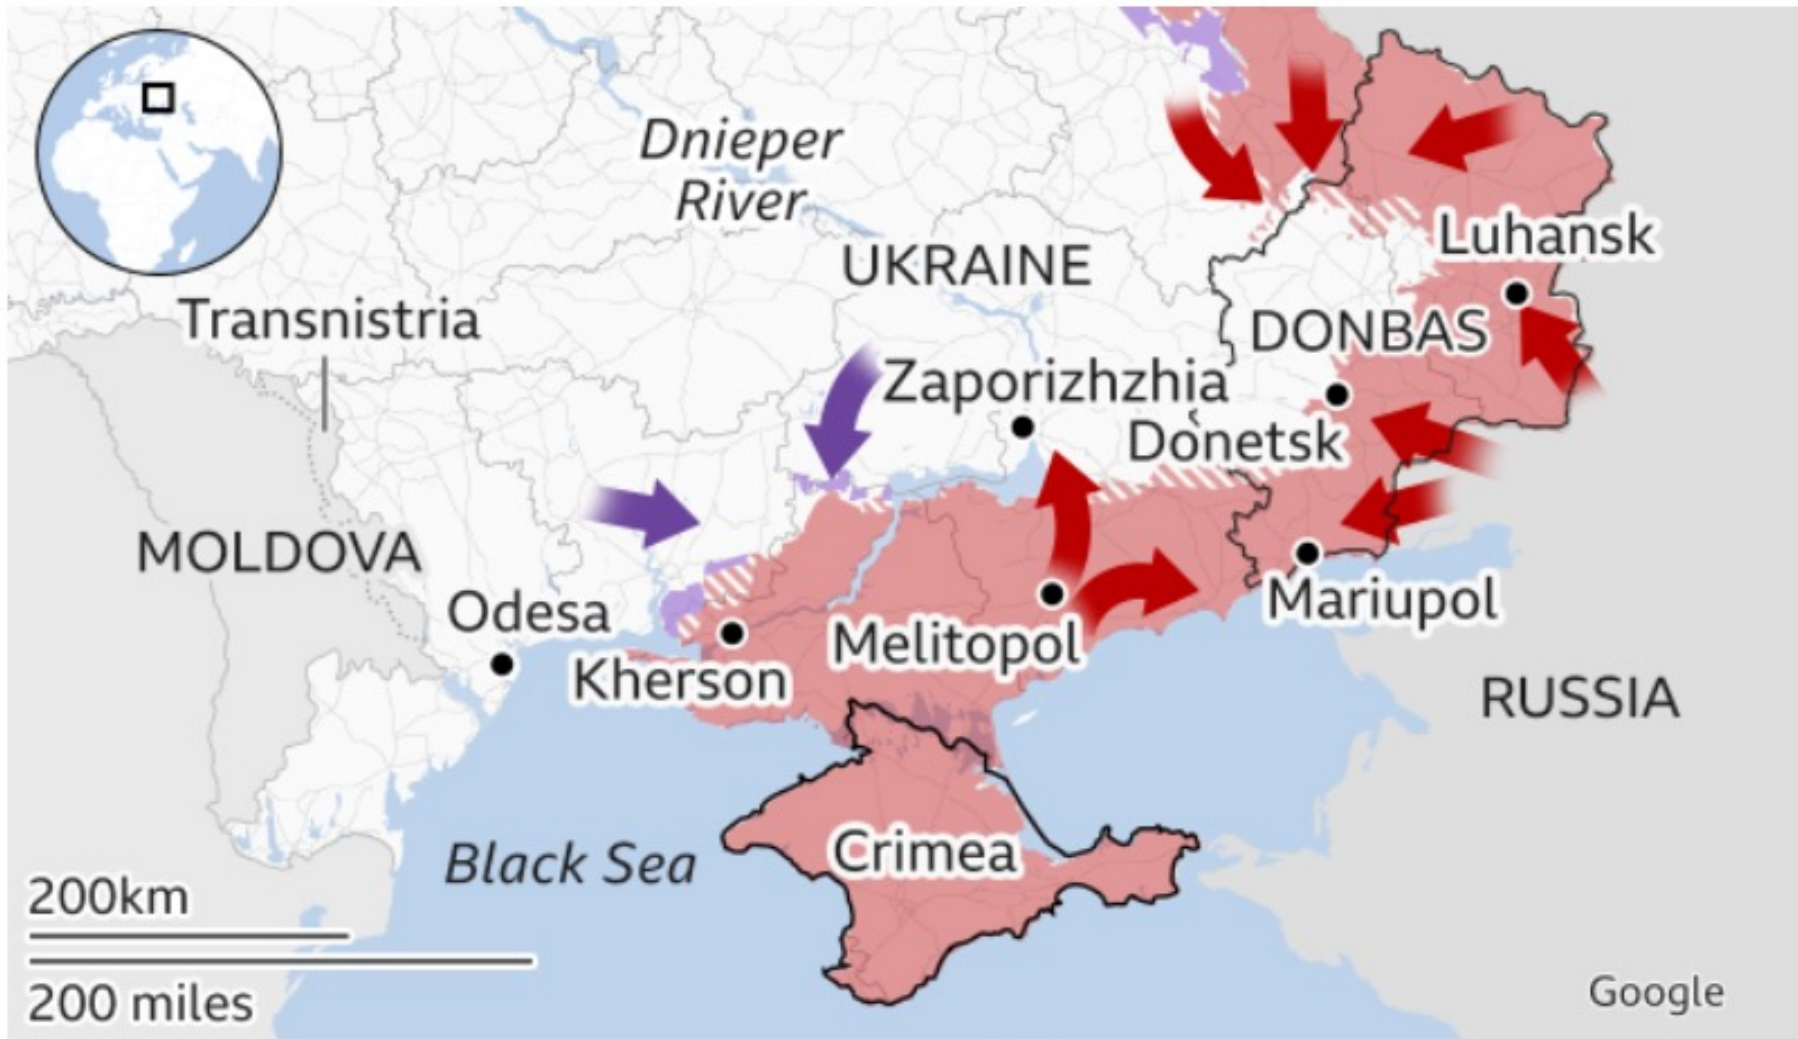 Dnieper
River
UKRAINE
Luhansk
Transnistria
DONBAS
Zaporizhzhia
Donetsk
MOLDOVA
Odesa
Mariupol
Melitopol
Kherson
RUSSIA
Crimea
Black Sea
200km
200 miles
Google